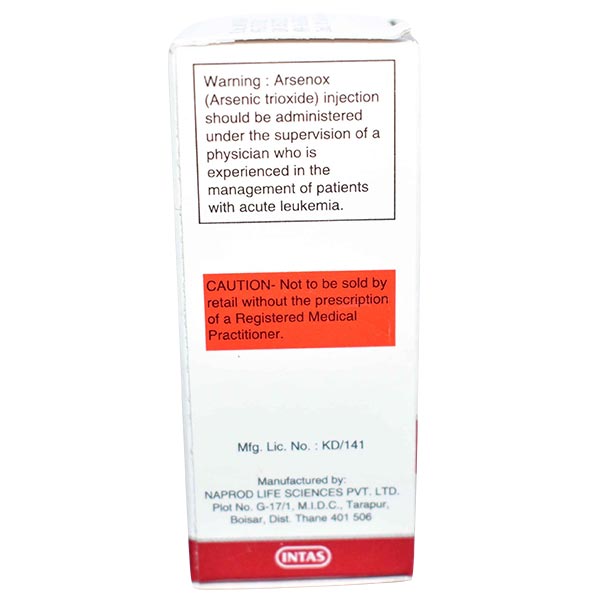 Warning : Arsenox
(Arsenic trioxide) injection
should be administered
under the supervision of a
physician who is
experienced in the
management of patients
with acute leukemia.
CAUTION- Not to be sold by
retail without the prescription
of a Registered Medical
Practitioner.
Mfg. Lic. No. : KD/141
Manufactured by:
NAPROD LIFE SCIENCES PVT. LTD.
Plot No. G-17/1, M.I.D.C., Tarapur,
Boisar, Dist. Thane 401 506
INTAS